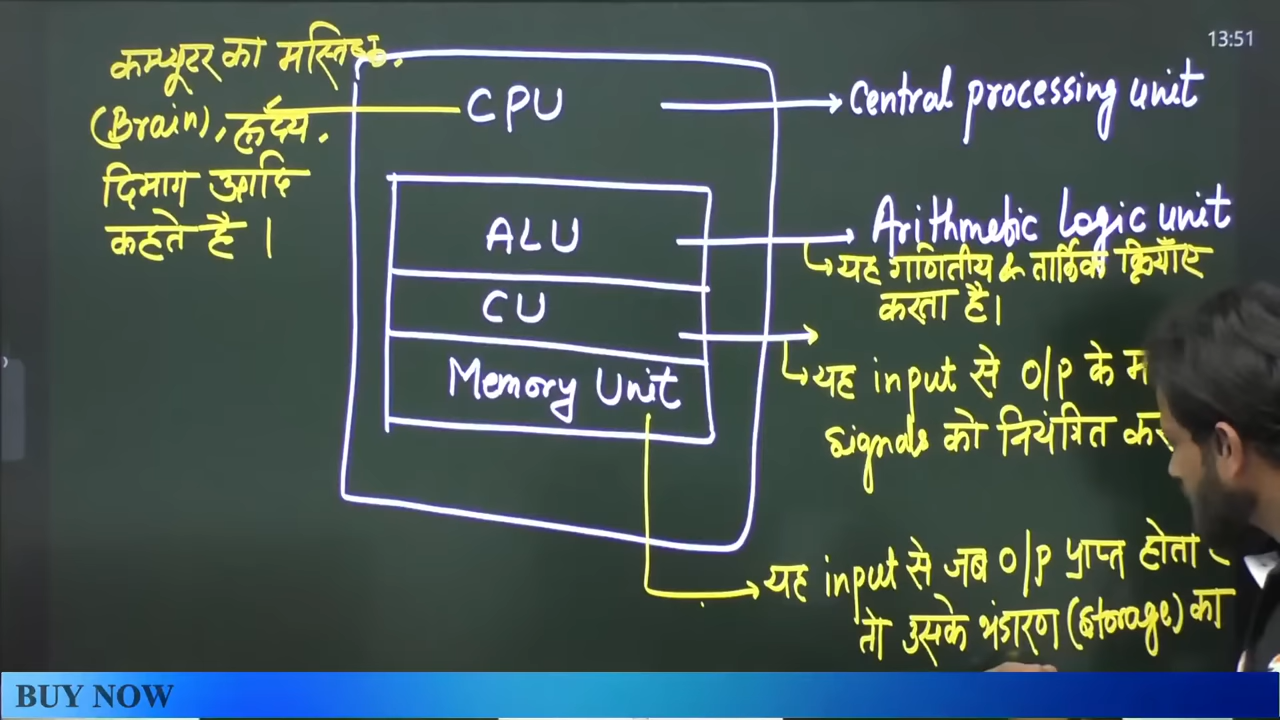 13:51
कम्प्यूटर का मस्तिष्क.
(Brain), ह्रदय.
दिमाग आदि
कहते है।
CPU
Central processing unit
ALU
Arithmetic logic unit
यह गणितीय & तार्किक क्रियाँए
करता है।
CU
यह input से O/P के
signals को नियंत्रित
Memory Unit
यह input से जब O/P प्राप्त होता
तो उसके भंडारण (Storage) का
BUY NOW